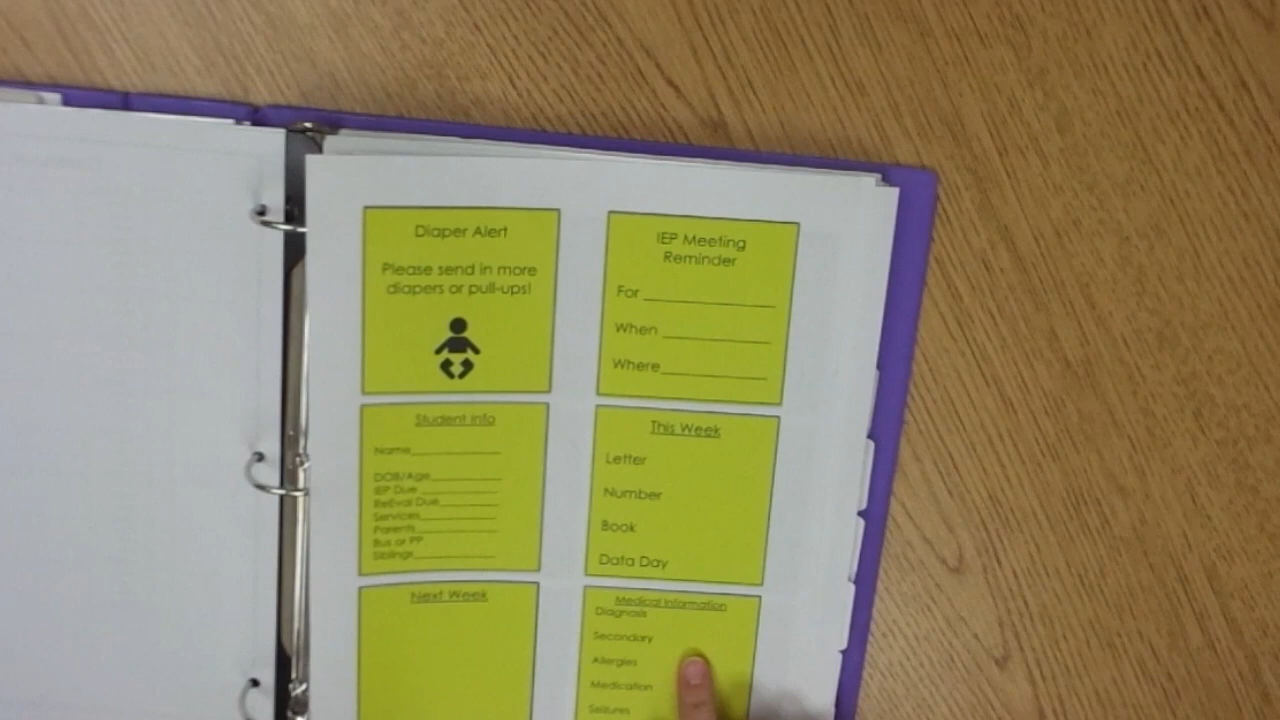 Diaper Alert
Please send in more
diapers or pull-ups!
IEP Meeting
Reminder
For
When
Where
Student Info
Name
DOB/Age
IEP Due
ReEval Due
Services
Parents
Bus or PP
Siblings
This Week
Letter
Number
Book
Data Day
Next Week
Medical Information
Diagnosis
Secondary
Allergies
Medication
Seizures